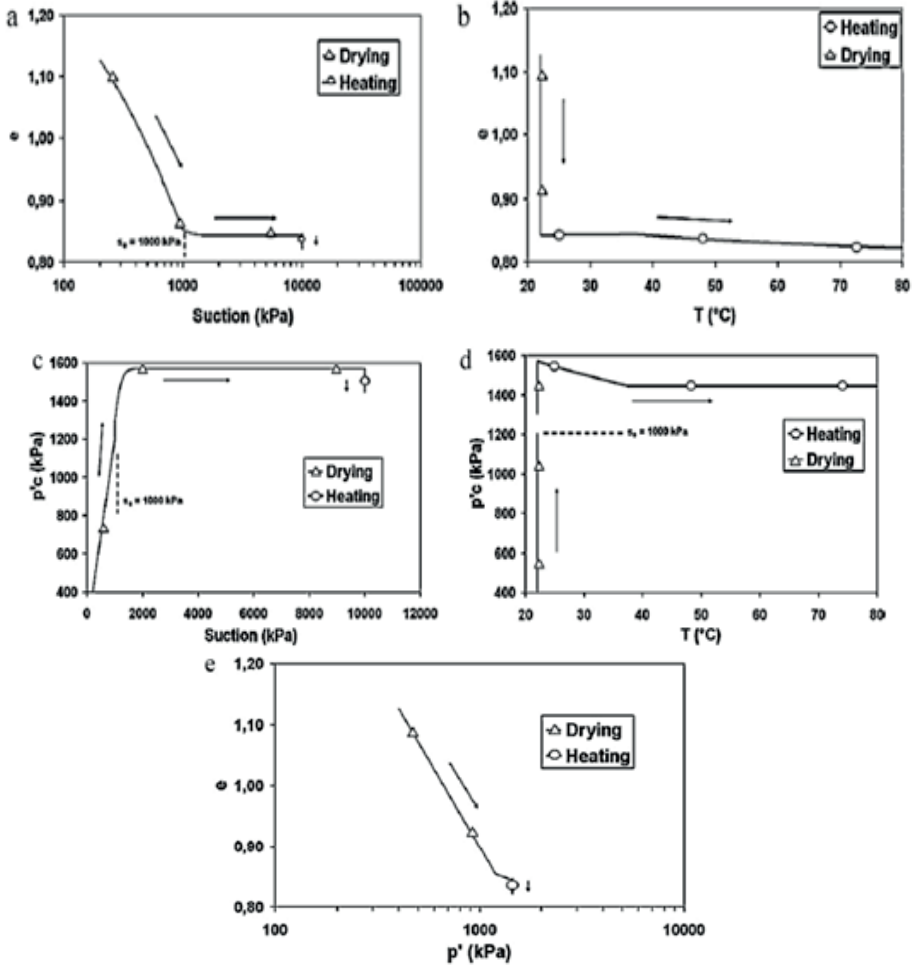 a
1,20
1,10
1,00
0,90
0,80
e
Drying
Heating
sₑ = 1000 kPa
100 1000 10000 100000
Suction (kPa)
b
1,20
1,10
1,00
0,90
0,80
e
Heating
Drying
20 30 40 50 60 70 80
T (°C)
c
1600
1400
1200
1000
800
600
400
p'c (kPa)
sₑ = 1000 kPa
Drying
Heating
0 2000 4000 6000 8000 10000 12000
Suction (kPa)
d
1600
1400
1200
1000
800
600
400
p'c (kPa)
sₑ = 1000 kPa
Heating
Drying
20 30 40 50 60 70 80
T (°C)
e
1,20
1,10
1,00
0,90
0,80
e
Drying
Heating
100 1000 10000
p' (kPa)